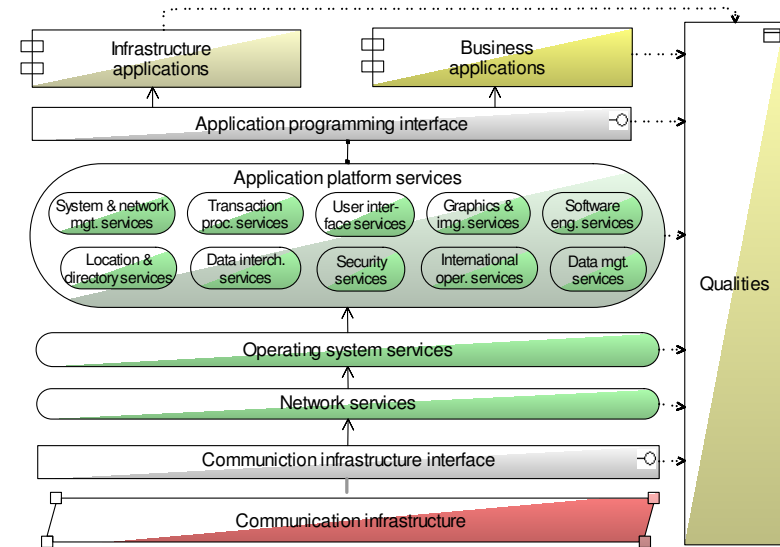 Infrastructure
applications
Business
applications
Application programming interface
Application platform services
System & network
mgt. services
Transaction
proc. services
User inter-
face services
Graphics &
img. services
Software
eng. services
Location &
directory services
Data interch.
services
Security
services
International
oper. services
Data mgt.
services
Qualities
Operating system services
Network services
Communiction infrastructure interface
Communication infrastructure